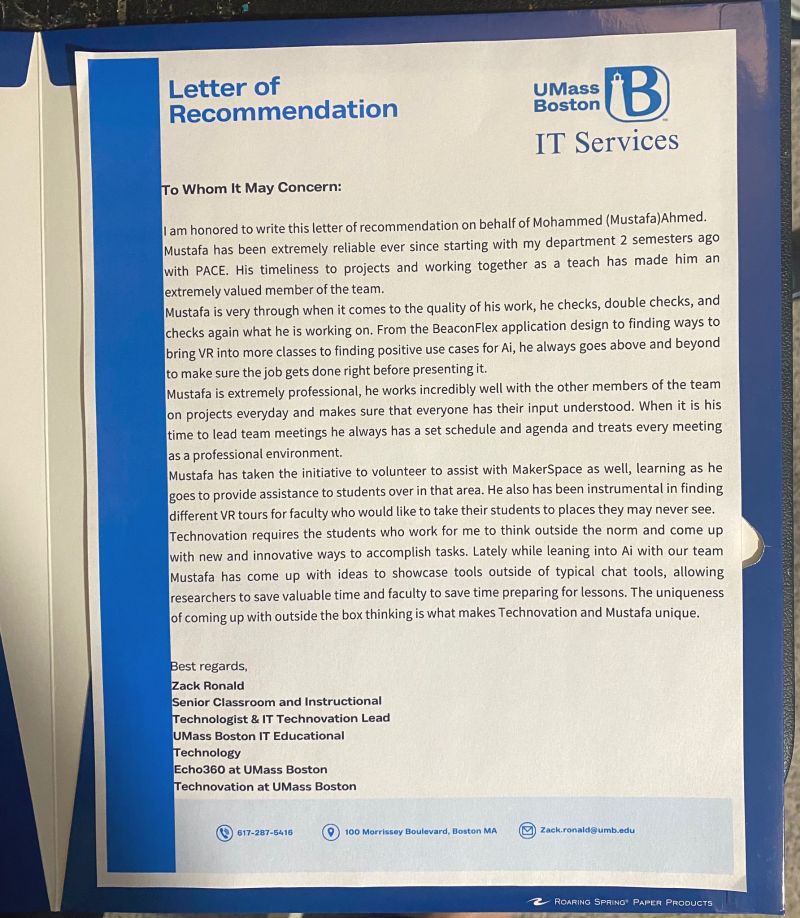 Letter of
Recommendation
UMass
Boston
B
IT Services
To Whom It May Concern:
I am honored to write this letter of recommendation on behalf of Mohammed (Mustafa)Ahmed.
Mustafa has been extremely reliable ever since starting with my department 2 semesters ago
with PACE. His timeliness to projects and working together as a teach has made him an
extremely valued member of the team.
Mustafa is very through when it comes to the quality of his work, he checks, double checks, and
checks again what he is working on. From the BeaconFlex application design to finding ways to
bring VR into more classes to finding positive use cases for Ai, he always goes above and beyond
to make sure the job gets done right before presenting it.
Mustafa is extremely professional, he works incredibly well with the other members of the team
on projects everyday and makes sure that everyone has their input understood. When it is his
time to lead team meetings he always has a set schedule and agenda and treats every meeting
as a professional environment.
Mustafa has taken the initiative to volunteer to assist with MakerSpace as well, learning as he
goes to provide assistance to students over in that area. He also has been instrumental in finding
different VR tours for faculty who would like to take their students to places they may never see.
Technovation requires the students who work for me to think outside the norm and come up
with new and innovative ways to accomplish tasks. Lately while leaning into Ai with our team
Mustafa has come up with ideas to showcase tools outside of typical chat tools, allowing
researchers to save valuable time and faculty to save time preparing for lessons. The uniqueness
of coming up with outside the box thinking is what makes Technovation and Mustafa unique.
Best regards,
Zack Ronald
Senior Classroom and Instructional
Technologist & IT Technovation Lead
UMass Boston IT Educational
Technology
Echo360 at UMass Boston
Technovation at UMass Boston
617-287-5416
100 Morrissey Boulevard, Boston MA
Zack.ronald@umb.edu
ROARING SPRING® PAPER PRODUCTS